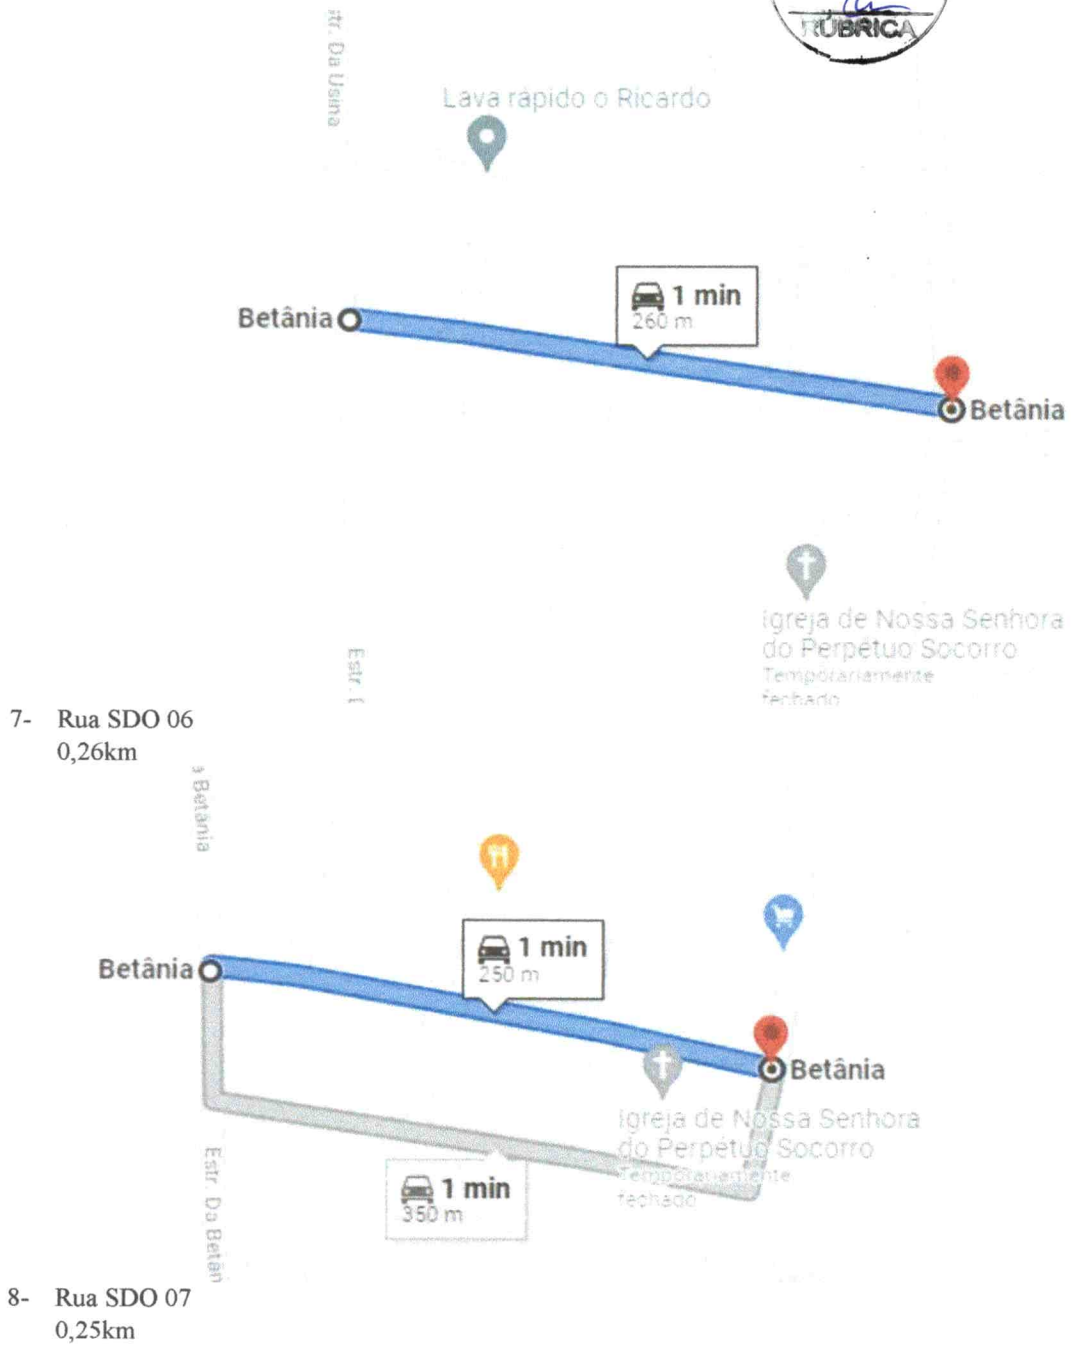 RÚBRICA
Estr. Da Usina
Lava rápido o Ricardo
1 min
260 m
Betânia
Betânia
Igreja de Nossa Senhora
do Perpétuo Socorro
Temporariamente
fechado
Estr. [
7- Rua SDO 06
0,26km
a Betânia
1 min
250 m
Betânia
Betânia
Igreja de Nossa Senhora
do Perpétuo Socorro
Temporariamente
fechado
1 min
350 m
Estr. Da Betân
8- Rua SDO 07
0,25km